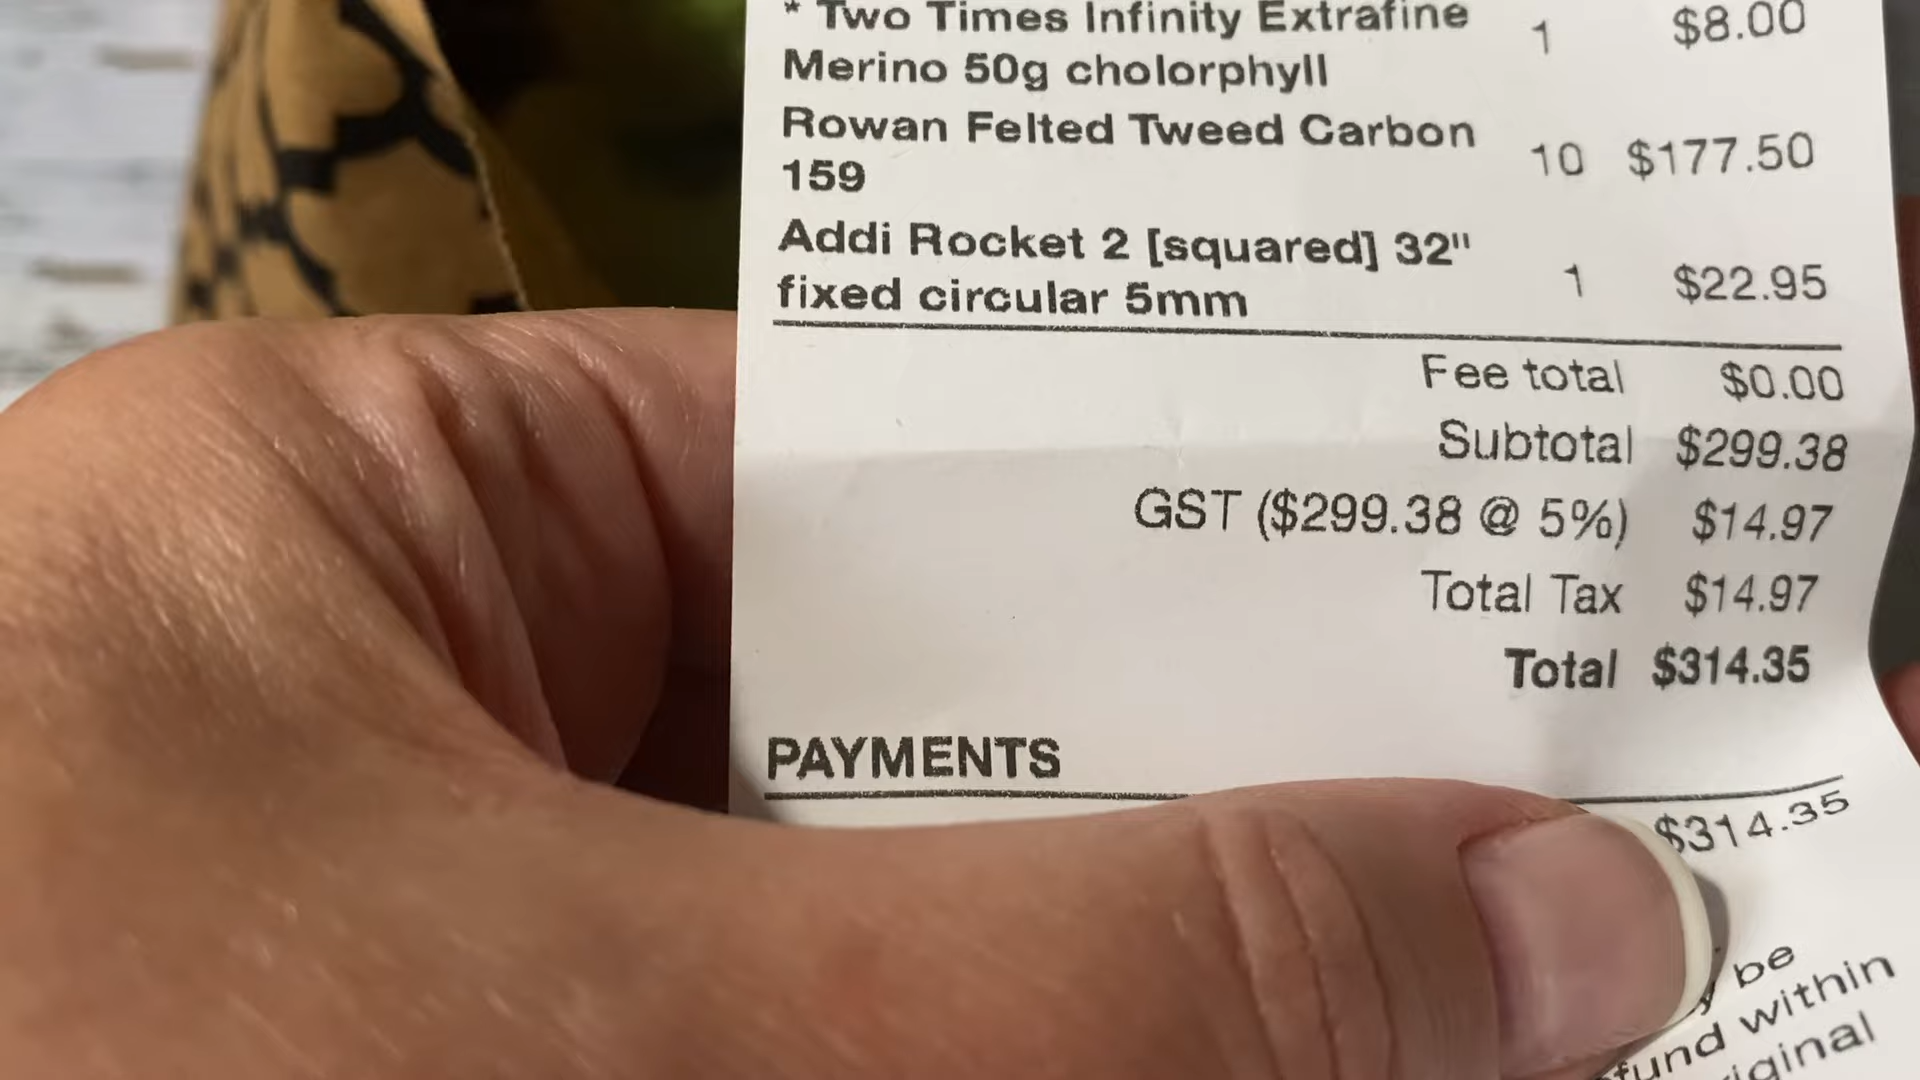 * Two Times Infinity Extrafine 1 $8.00
Merino 50g cholorphyll
Rowan Felted Tweed Carbon 10 $177.50
159
Addi Rocket 2 [squared] 32" 1 $22.95
fixed circular 5mm
Fee total $0.00
Subtotal $299.38
GST ($299.38 @ 5%) $14.97
Total Tax $14.97
Total $314.35
PAYMENTS
$314.35
be
within